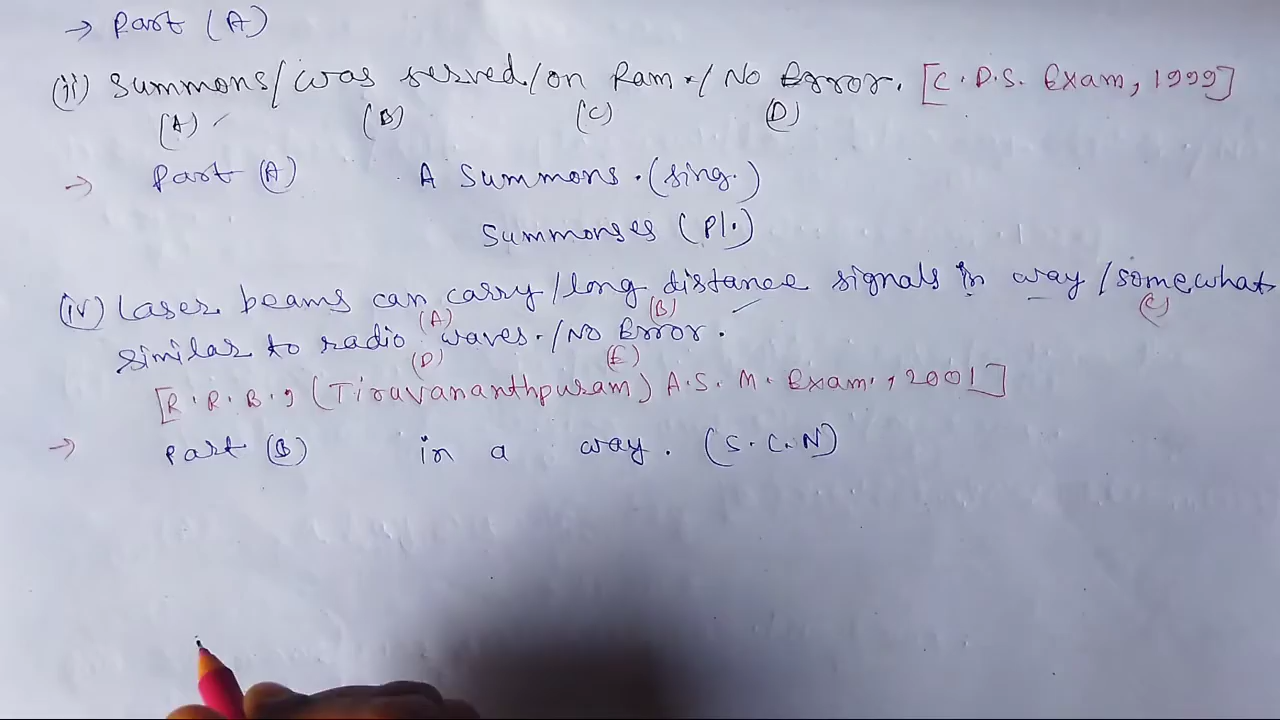 → Part (A)
(ii) Summons/was served/on Ram./No Error. [C.D.S. Exam, 1999]
(A) (B) (C) (D)
→ Part (A) A Summons. (sing.)
Summonses (Pl.)
(iv) Laser beams can carry/long distance signals in way/somewhat
(A) (B) (C)
similar to radio waves./No Error.
(D) (E)
[R.R.B., (Tiruvananthpuram) A.S.M. Exam., 2001]
→ Part (B) in a way. (S.C.N)